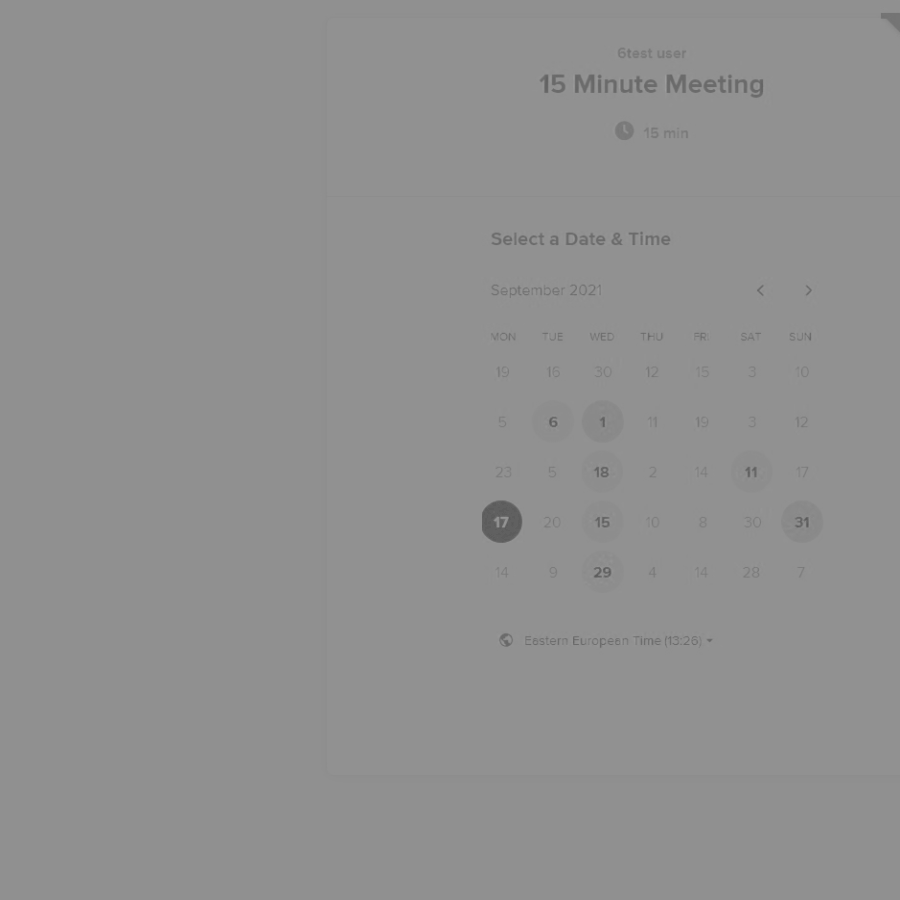 6test user
15 Minute Meeting
15 min
Select a Date & Time
September 2021
MON TUE WED THU FRI SAT SUN
19 15 30 12 15 3 10
5 6 1 11 19 3 12
23 5 18 2 14 11 17
17 20 15 10 8 30 31
14 9 29 4 14 28 7
Eastern European Time (13:26)